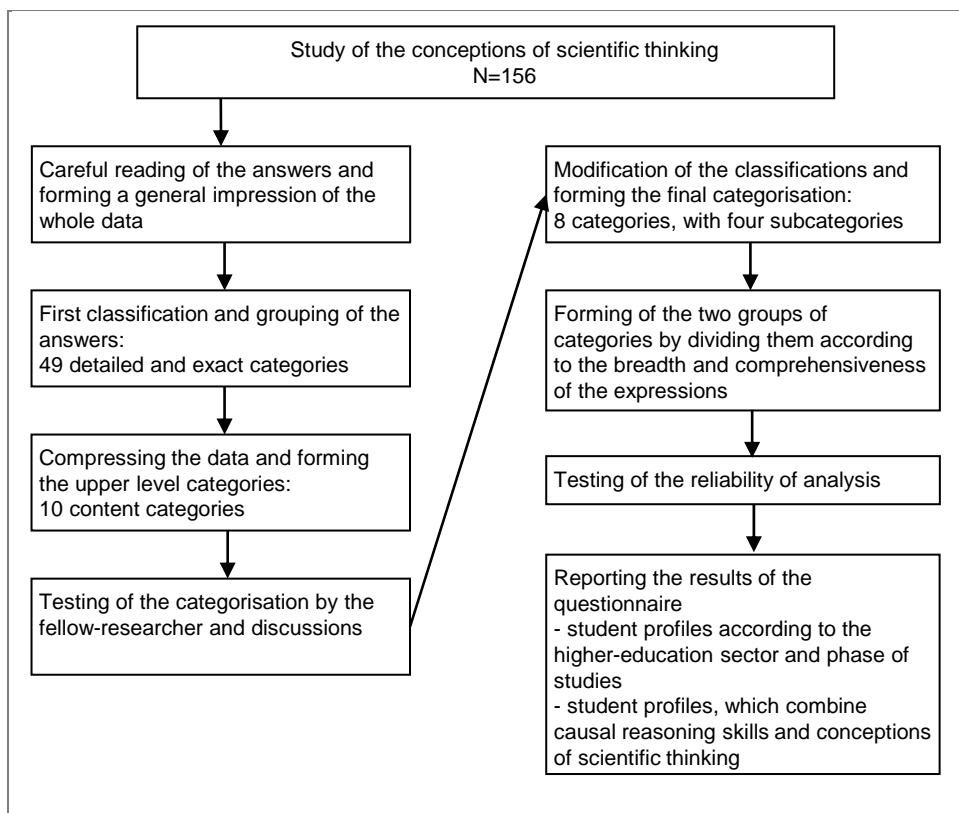 Study of the conceptions of scientific thinking
N=156
Careful reading of the answers and
forming a general impression of the
whole data
First classification and grouping of the
answers:
49 detailed and exact categories
Compressing the data and forming
the upper level categories:
10 content categories
Testing of the categorisation by the
fellow-researcher and discussions
Modification of the classifications and
forming the final categorisation:
8 categories, with four subcategories
Forming of the two groups of
categories by dividing them according
to the breadth and comprehensiveness
of the expressions
Testing of the reliability of analysis
Reporting the results of the
questionnaire
- student profiles according to the
higher-education sector and phase of
studies
- student profiles, which combine
causal reasoning skills and conceptions
of scientific thinking